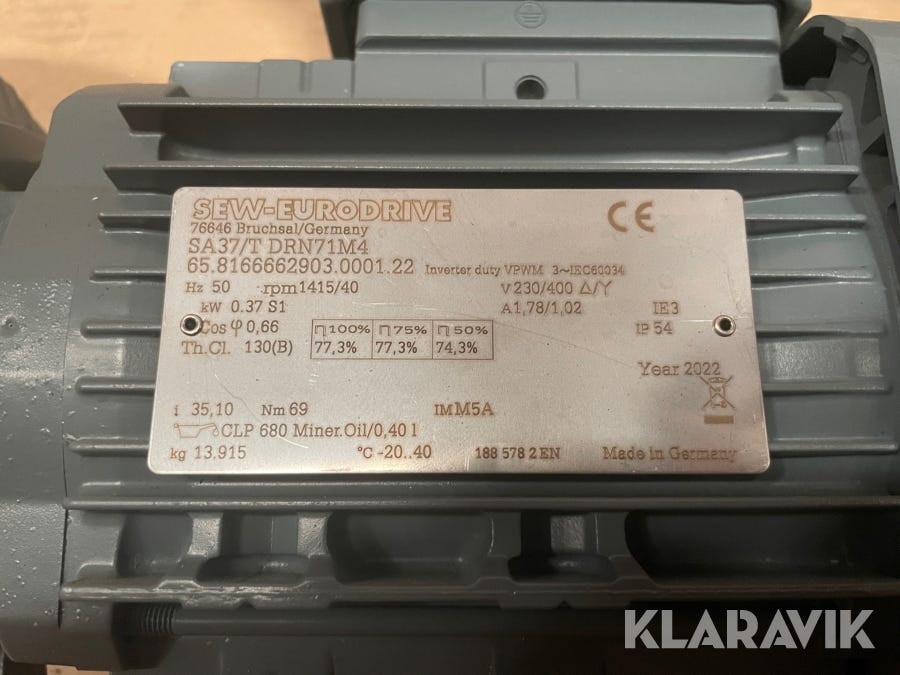 SEW-EURODRIVE
76646 Bruchsal/Germany
CE
SA37/T DRN71M4
65.8166662903.0001.22 Inverter duty VPWM 3~IEC60034
Hz 50 rpm 1415/40 V 230/400 Δ/Y
kW 0.37 S1 A 1,78/1,02 IE3
Cos φ 0,66 IP 54
η 100% η 75% η 50%
Th.Cl. 130(B) 77,3% 77,3% 74,3%
Year 2022
i 35,10 Nm 69 IM M5A
CLP 680 Miner.Oil/0,40 l
kg 13,915 °C -20..40 188 578 2 EN Made in Germany
KLARAVIK